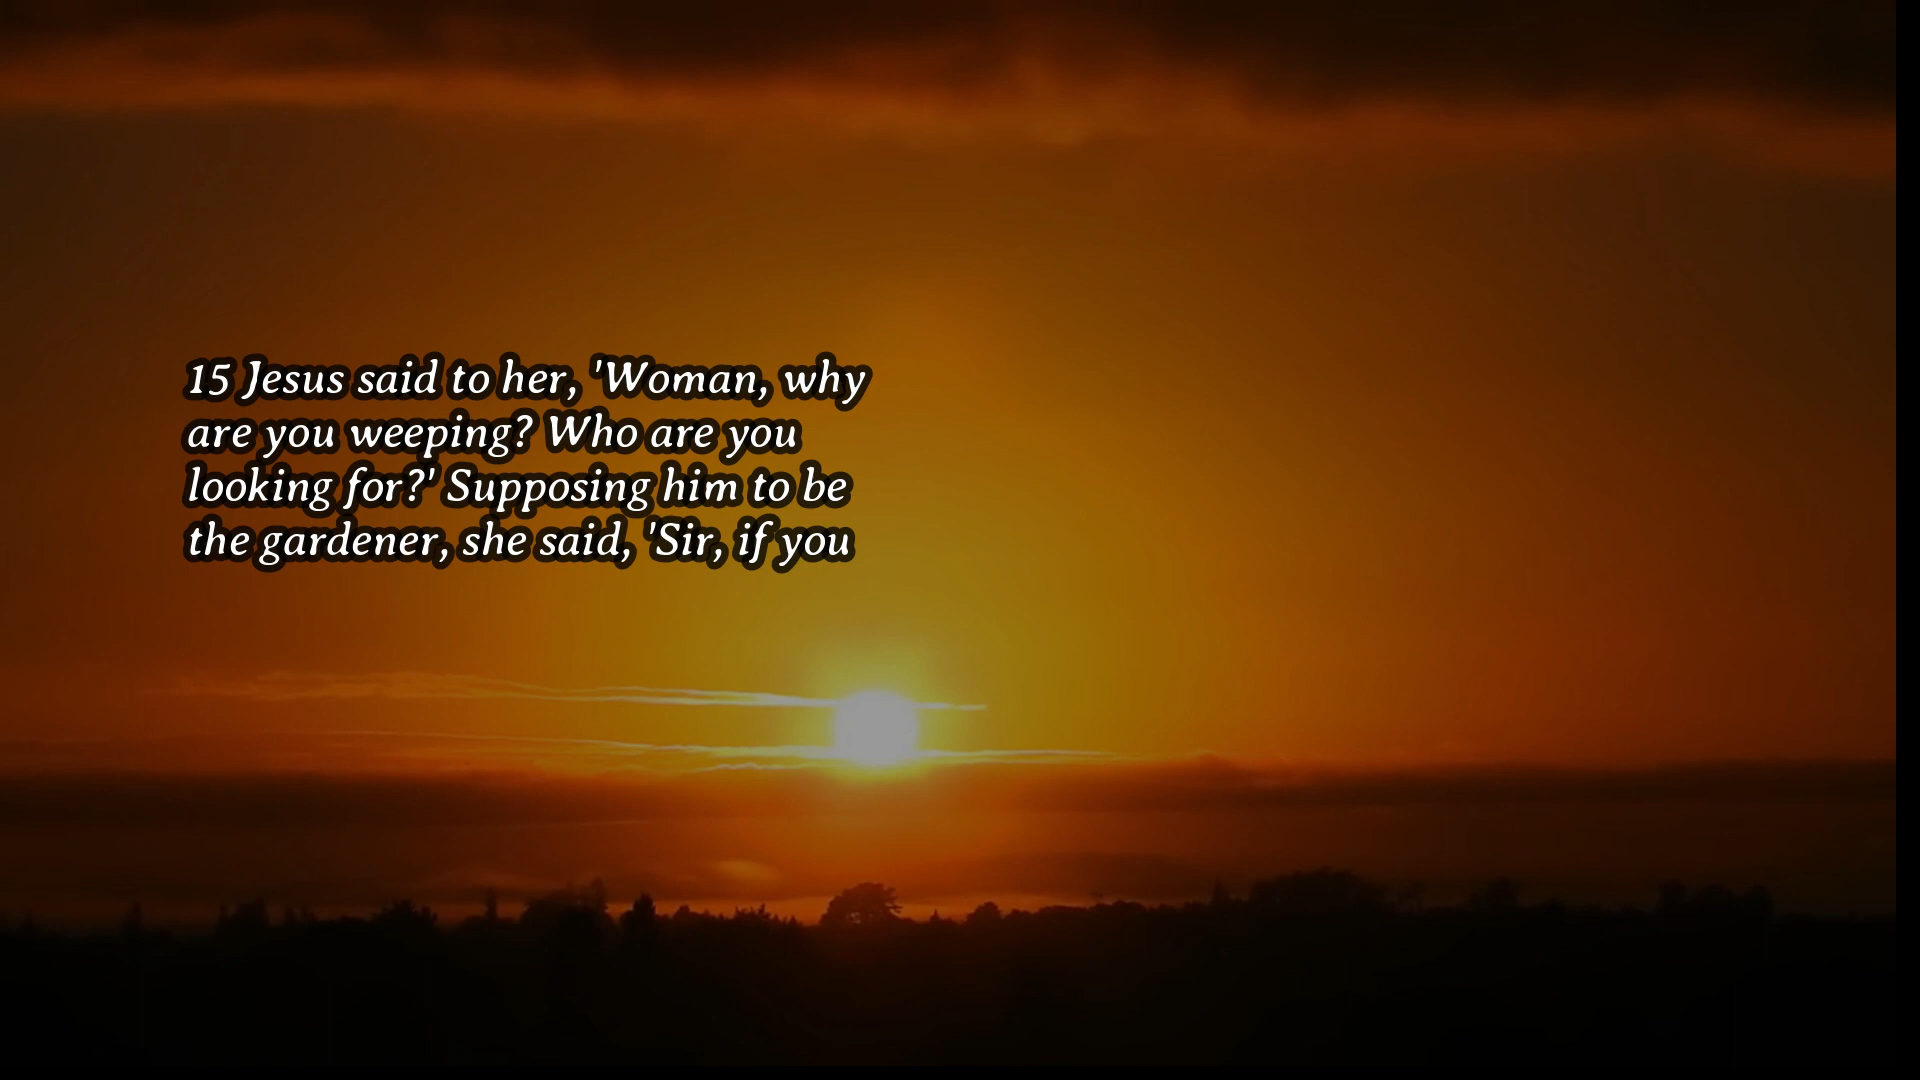 15 Jesus said to her, 'Woman, why
are you weeping? Who are you
looking for?' Supposing him to be
the gardener, she said, 'Sir, if you